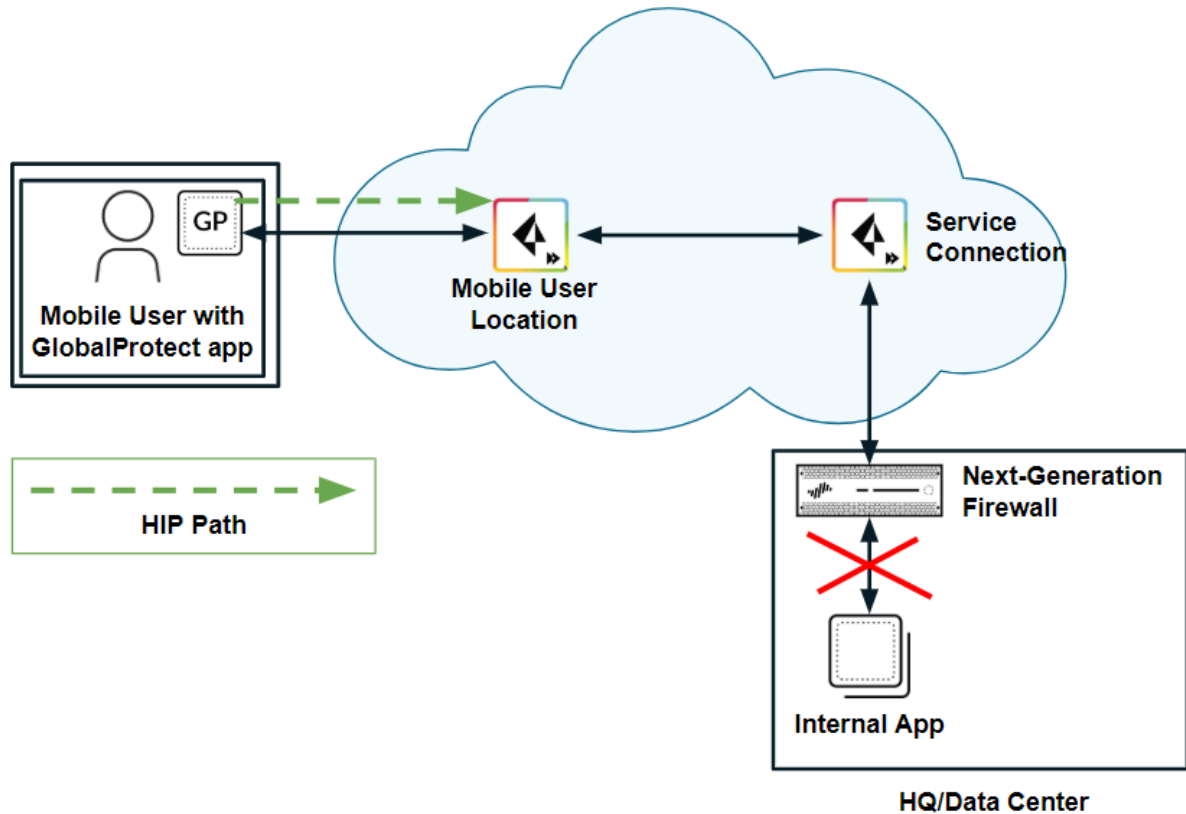 GP
Mobile User with
GlobalProtect app
Mobile User
Location
Service
Connection
HIP Path
Next-Generation
Firewall
Internal App
HQ/Data Center